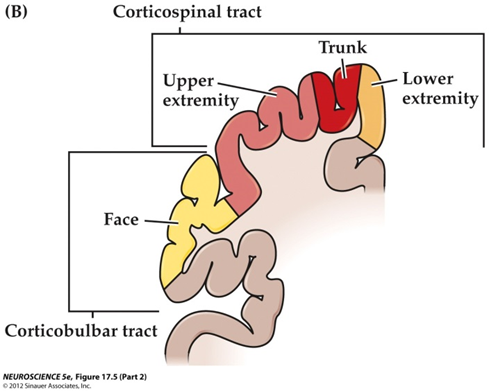 (B)
Corticospinal tract
Trunk
Upper
extremity
Lower
extremity
Face
Corticobulbar tract
NEUROSCIENCE 5e, Figure 17.5 (Part 2)
© 2012 Sinauer Associates, Inc.